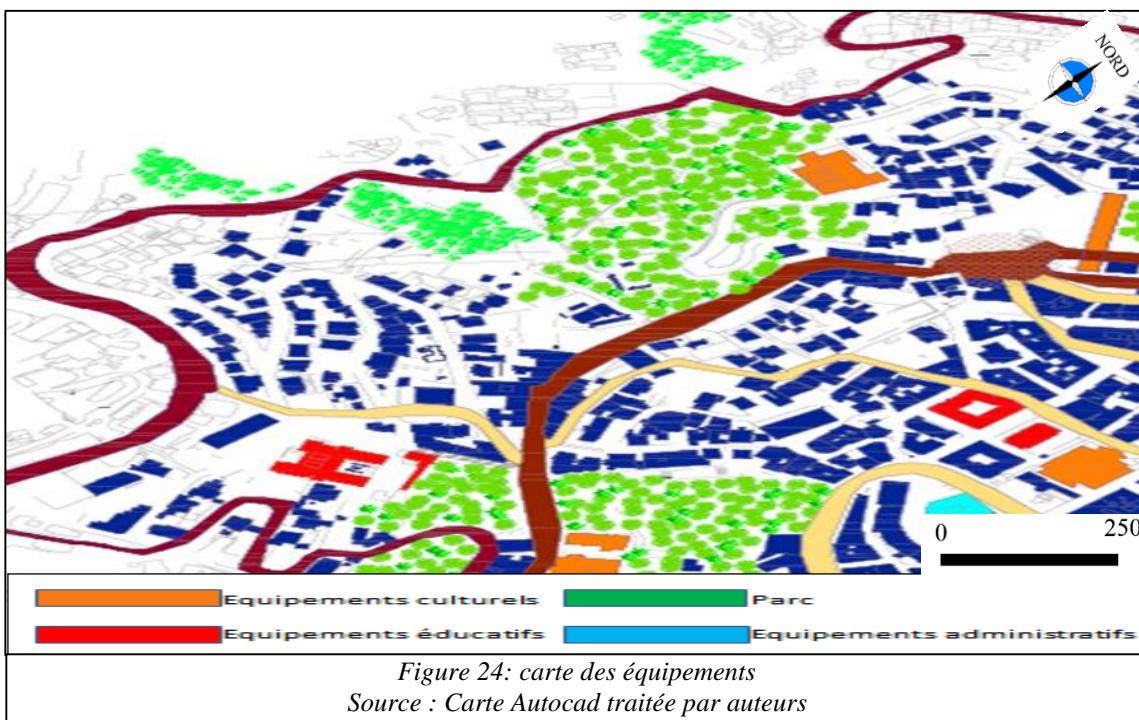 NORD
0 250
Equipements culturels Parc
Equipements éducatifs Equipements administratifs
Figure 24: carte des équipements
Source : Carte Autocad traitée par auteurs